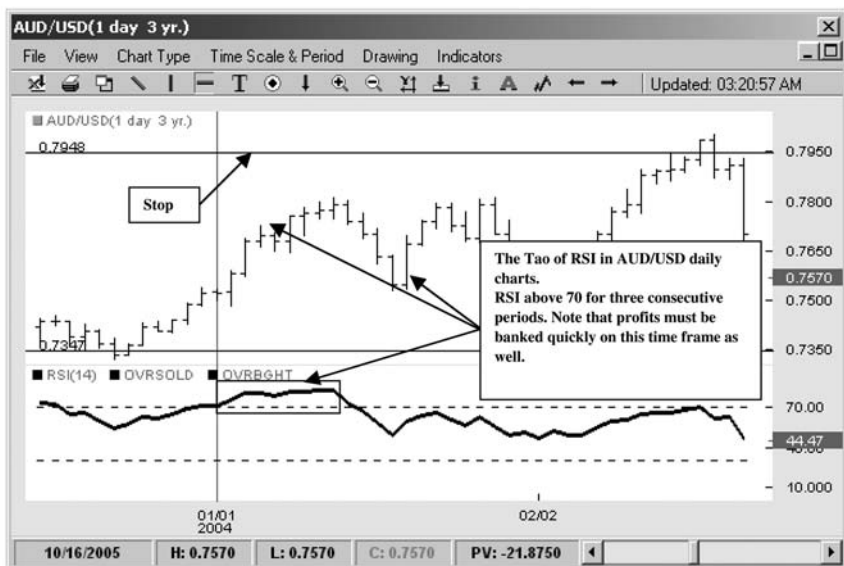 AUD/USD(1 day 3 yr.)
File View Chart Type Time Scale & Period Drawing Indicators
Updated: 03:20:57 AM
AUD/USD(1 day 3 yr.)
0.7948
0.7950
Stop
0.7800
0.7650
0.7570
0.7500
0.7347
0.7350
The Tao of RSI in AUD/USD daily
charts.
RSI above 70 for three consecutive
periods. Note that profits must be
banked quickly on this time frame as
well.
RSI(14) OVRSOLD OVRBGHT
70.00
44.47
10.000
01/01
2004
02/02
10/16/2005 H: 0.7570 L: 0.7570 C: 0.7570 PV: -21.8750